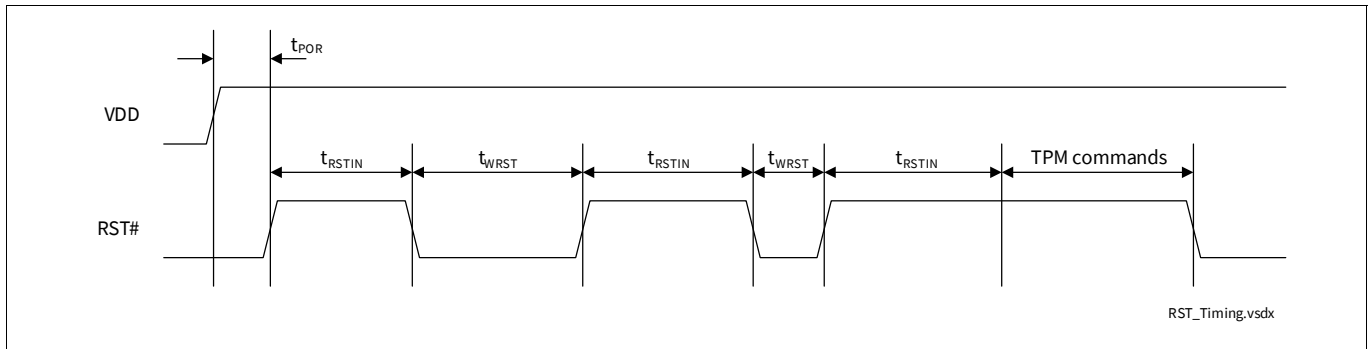 tPOR
VDD
tRSTIN tWRST tRSTIN tWRST tRSTIN TPM commands
RST#
RST_Timing.vsdx